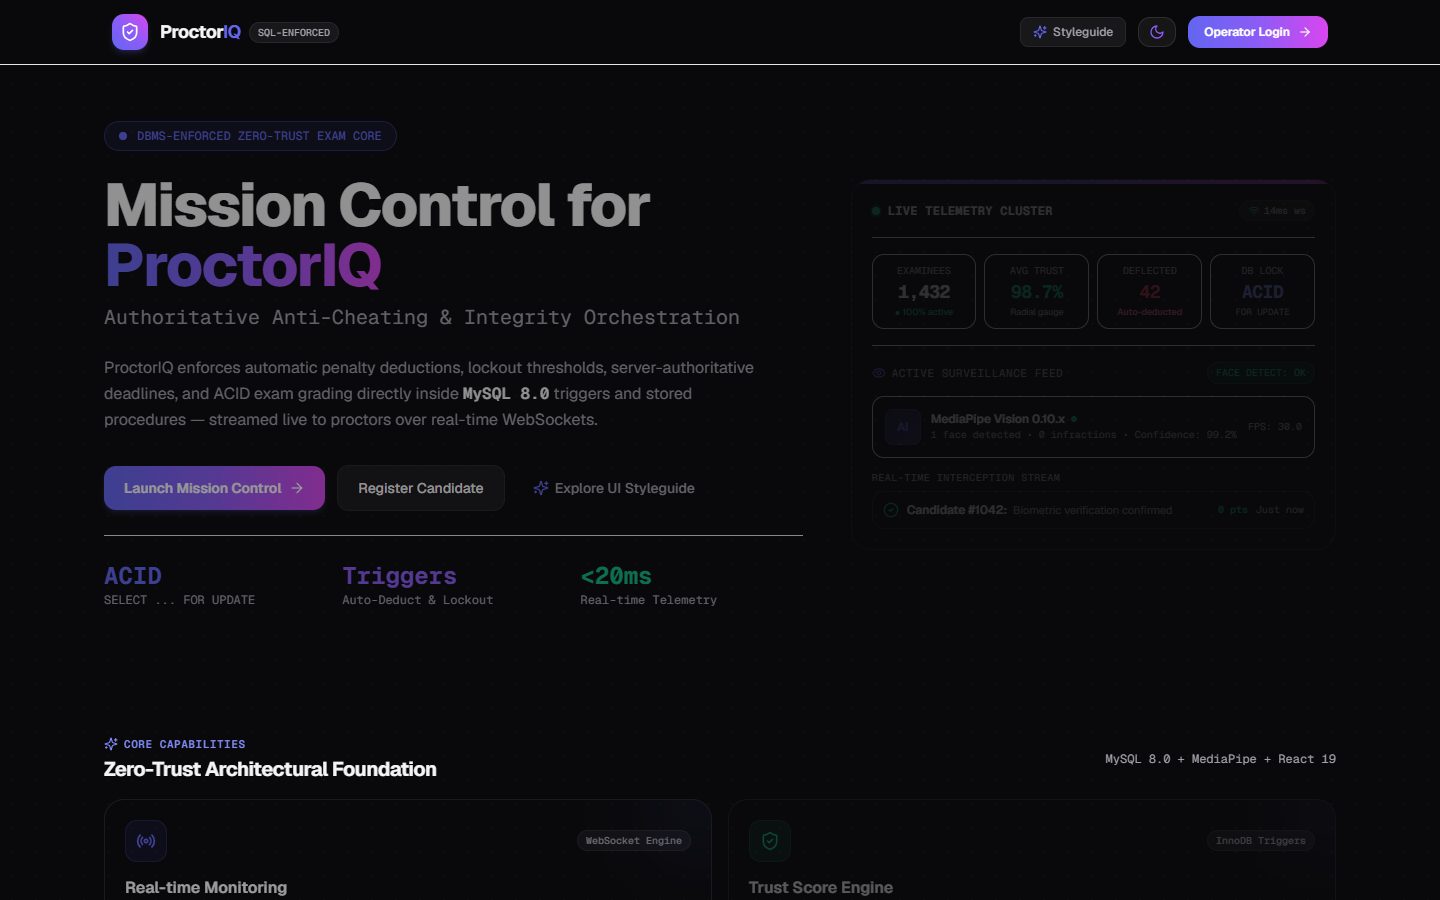 ProctorIQ SQL-ENFORCED
Styleguide
Operator Login
DBMS-ENFORCED ZERO-TRUST EXAM CORE
Mission Control for
ProctorIQ
Authoritative Anti-Cheating & Integrity Orchestration
ProctorIQ enforces automatic penalty deductions, lockout thresholds, server-authoritative
deadlines, and ACID exam grading directly inside MySQL 8.0 triggers and stored
procedures — streamed live to proctors over real-time WebSockets.
Launch Mission Control
Register Candidate
Explore UI Styleguide
ACID
SELECT ... FOR UPDATE
Triggers
Auto-Deduct & Lockout
<20ms
Real-time Telemetry
LIVE TELEMETRY CLUSTER
14ms ws
EXAMINEES
1,432
● 100% active
AVG TRUST
98.7%
Radial gauge
DEFLECTED
42
Auto-deducted
DB LOCK
ACID
FOR UPDATE
ACTIVE SURVEILLANCE FEED
FACE DETECT: OK
AI
MediaPipe Vision 0.10.x
1 face detected • 0 infractions • Confidence: 99.2%
FPS: 30.0
REAL-TIME INTERCEPTION STREAM
Candidate #1042: Biometric verification confirmed
0 pts Just now
CORE CAPABILITIES
Zero-Trust Architectural Foundation
MySQL 8.0 + MediaPipe + React 19
WebSocket Engine
Real-time Monitoring
InnoDB Triggers
Trust Score Engine